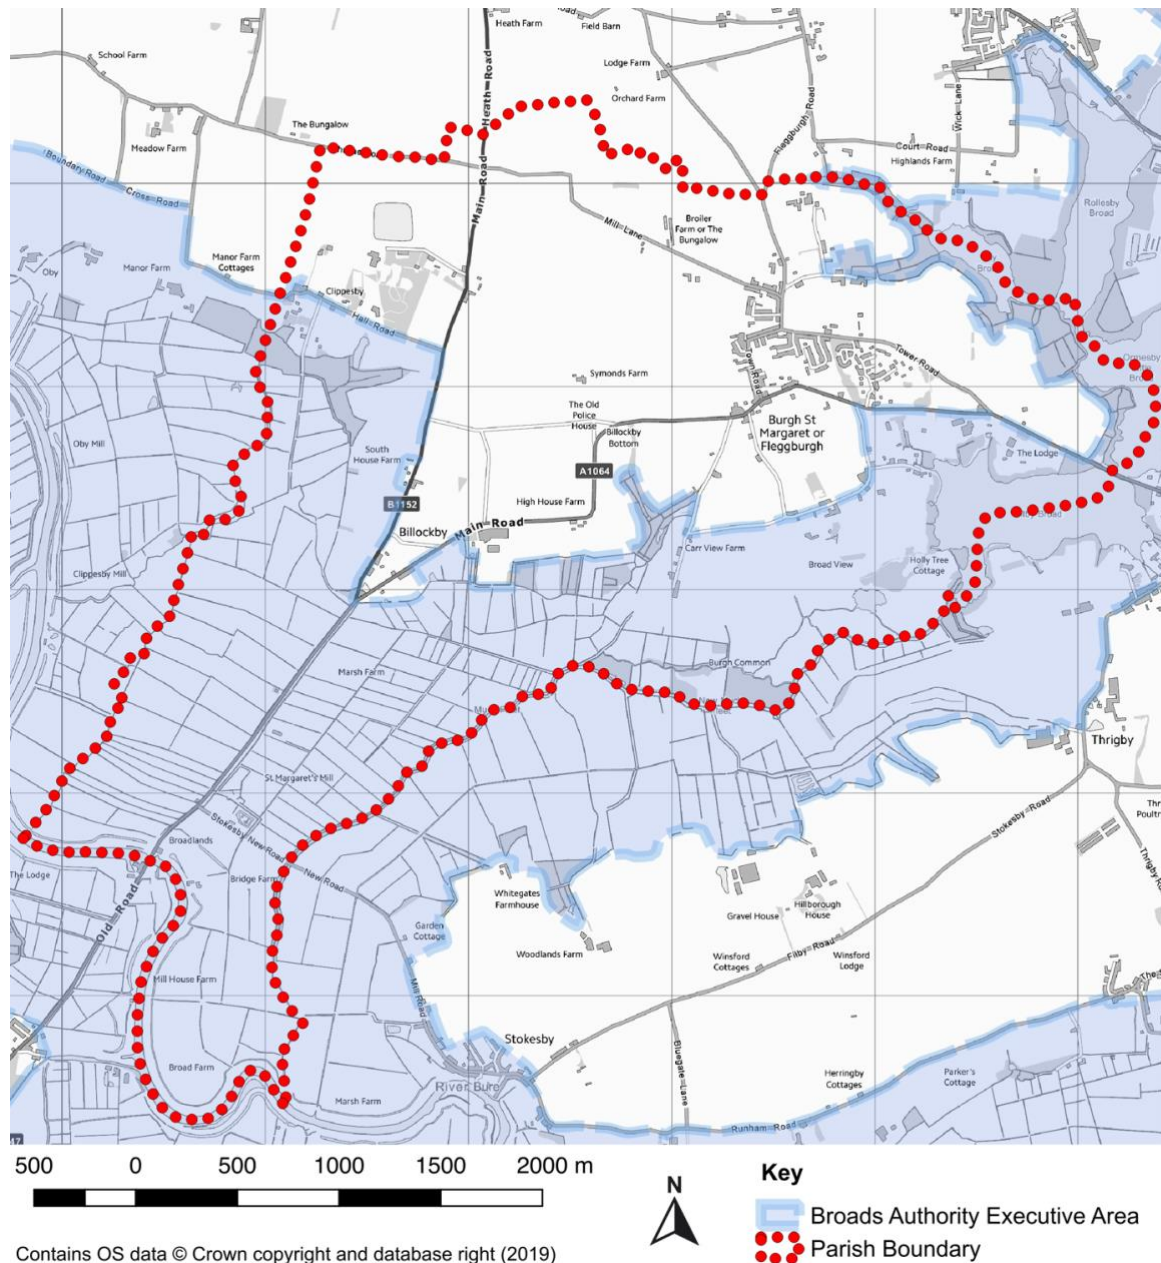 Heath Farm
Field Barn
School Farm
Lodge Farm
Orchard Farm
Heath Road
Fleggburgh Road
Wick Lane
The Bungalow
Meadow Farm
Court Road
Highlands Farm
Boundary Road
Cross Road
Main Road
Rollesby
Broad
Broiler
Farm or The
Bungalow
Mill Lane
Manor Farm
Cottages
Manor Farm
Oby
Clippesby
Hall Road
Ormesby
Tower Road
Town Road
Symonds Farm
The Old
Police
House
Burgh St
Margaret or
Fleggburgh
Billockby
Bottom
Oby Mill
South
House Farm
The Lodge
A1064
B1152
High House Farm
Main Road
Billockby
Carr View Farm
Broad View
Holly Tree
Cottage
Clippesby Mill
Burgh Common
Marsh Farm
Thrigby
St Margaret's Mill
Stokesby Road
Stokesby New Road
New Road
Broadlands
Bridge Farm
The Lodge
Old Road
Thrigby Road
Whitegates
Farmhouse
Gravel House
Hillborough
House
Garden
Cottage
Woodlands Farm
Winsford
Cottages
Filby Road
Winsford
Lodge
Mill House Farm
Mill Road
Stokesby
Broad Farm
River Bure
Bluegate Lane
Herringby
Cottages
Parker's
Cottage
Marsh Farm
Runham Road
500 0 500 1000 1500 2000 m
N
Key
Broads Authority Executive Area
Parish Boundary
Contains OS data © Crown copyright and database right (2019)